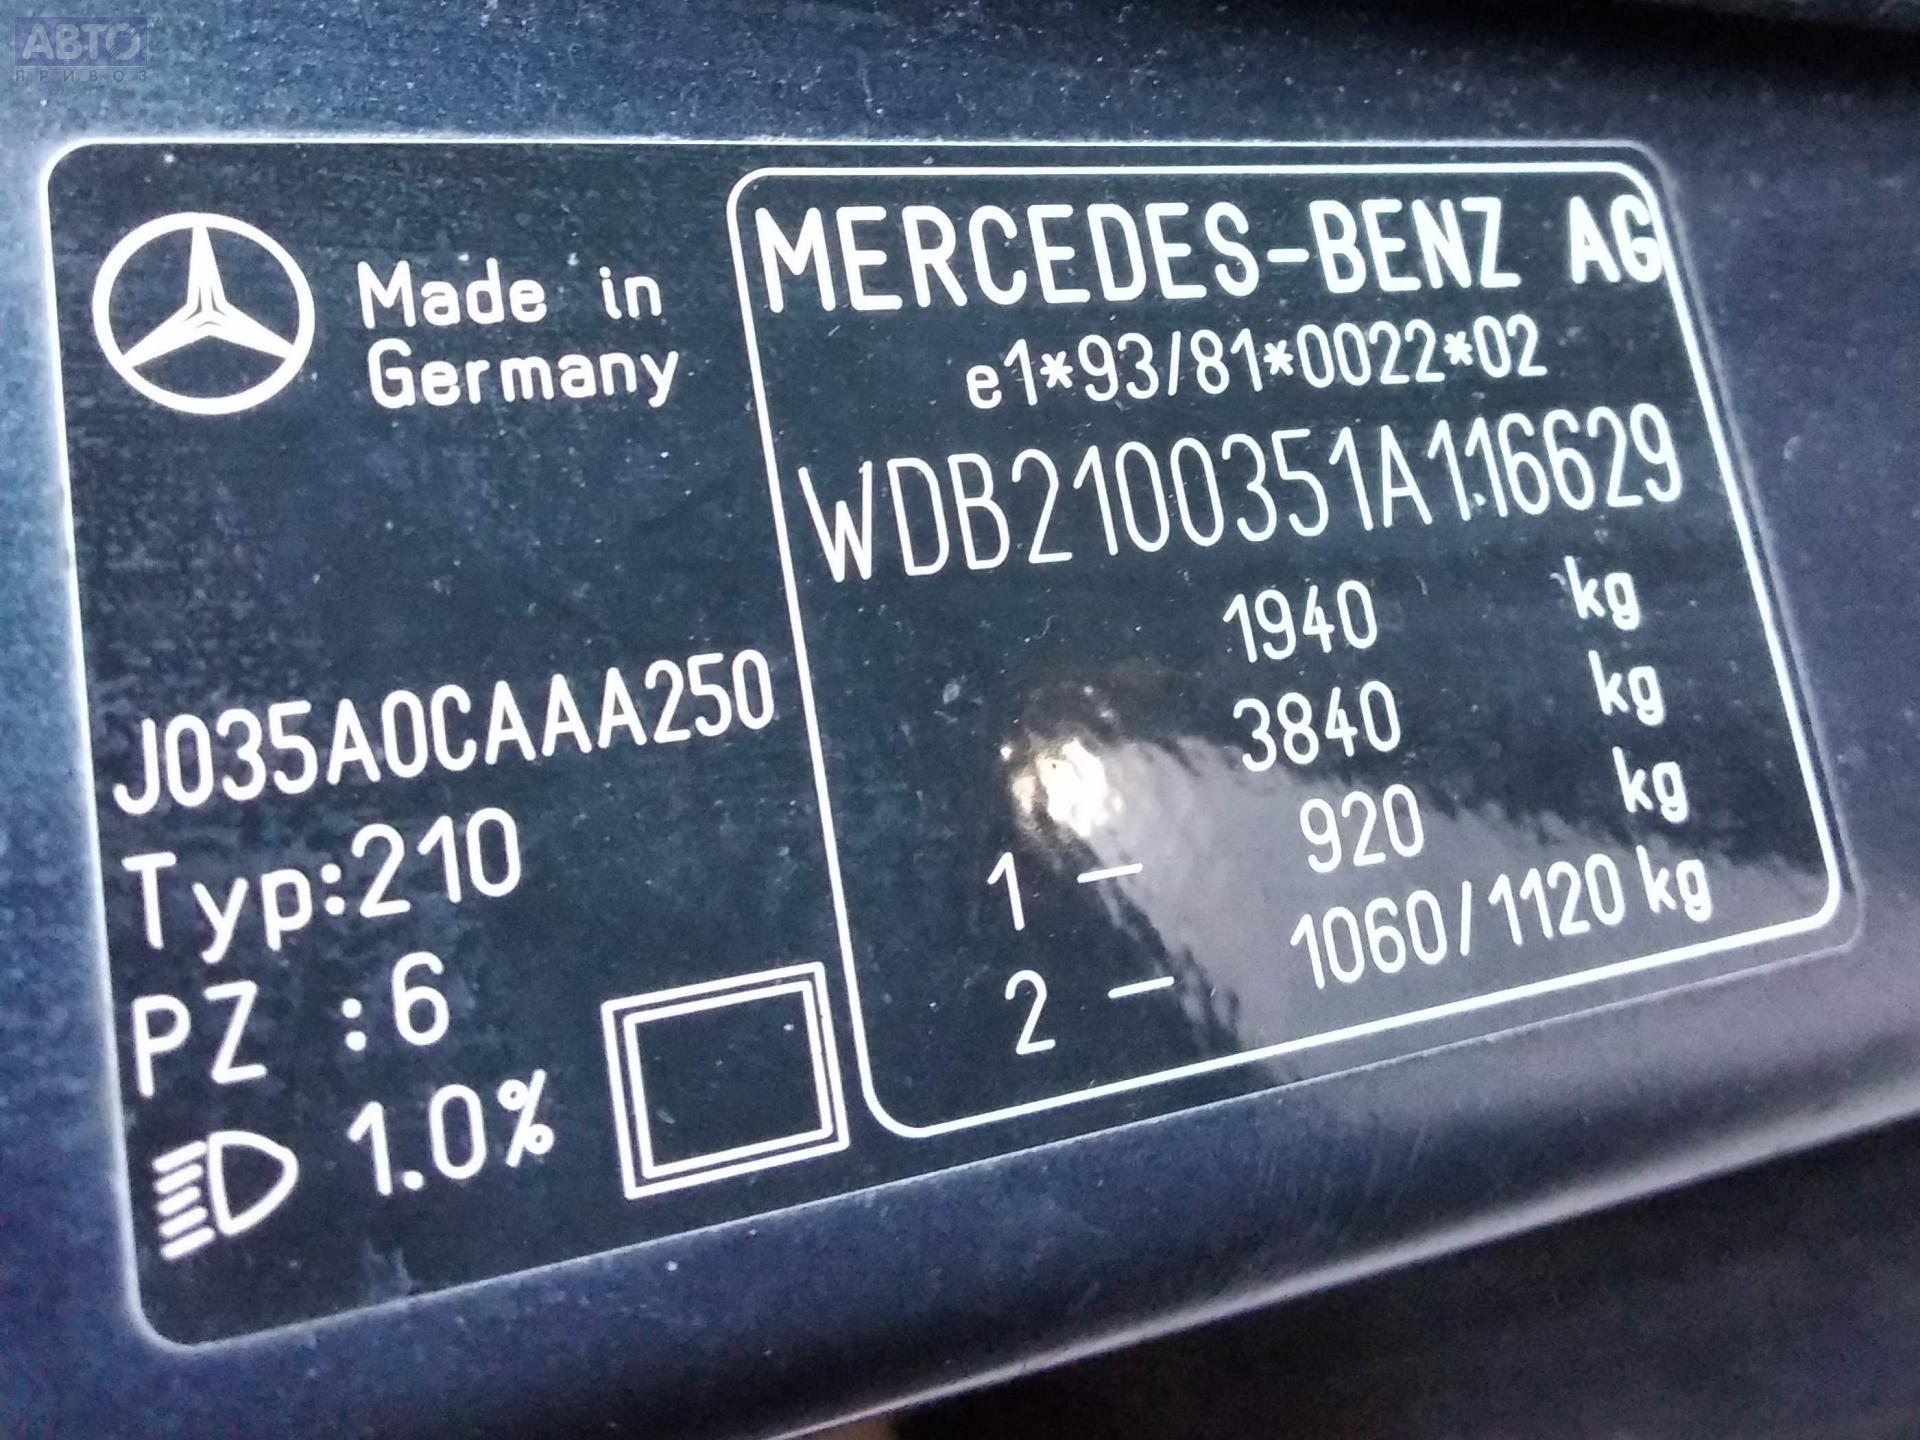 АВТО
ПРИВОЗ
Made in
Germany
J035A0CAAA250
Typ:210
PZ :6
1.0%
MERCEDES-BENZ AG
e1*93/81*0022*02
WDB2100351A116629
1940 kg
3840 kg
1 – 920 kg
2 – 1060/1120 kg